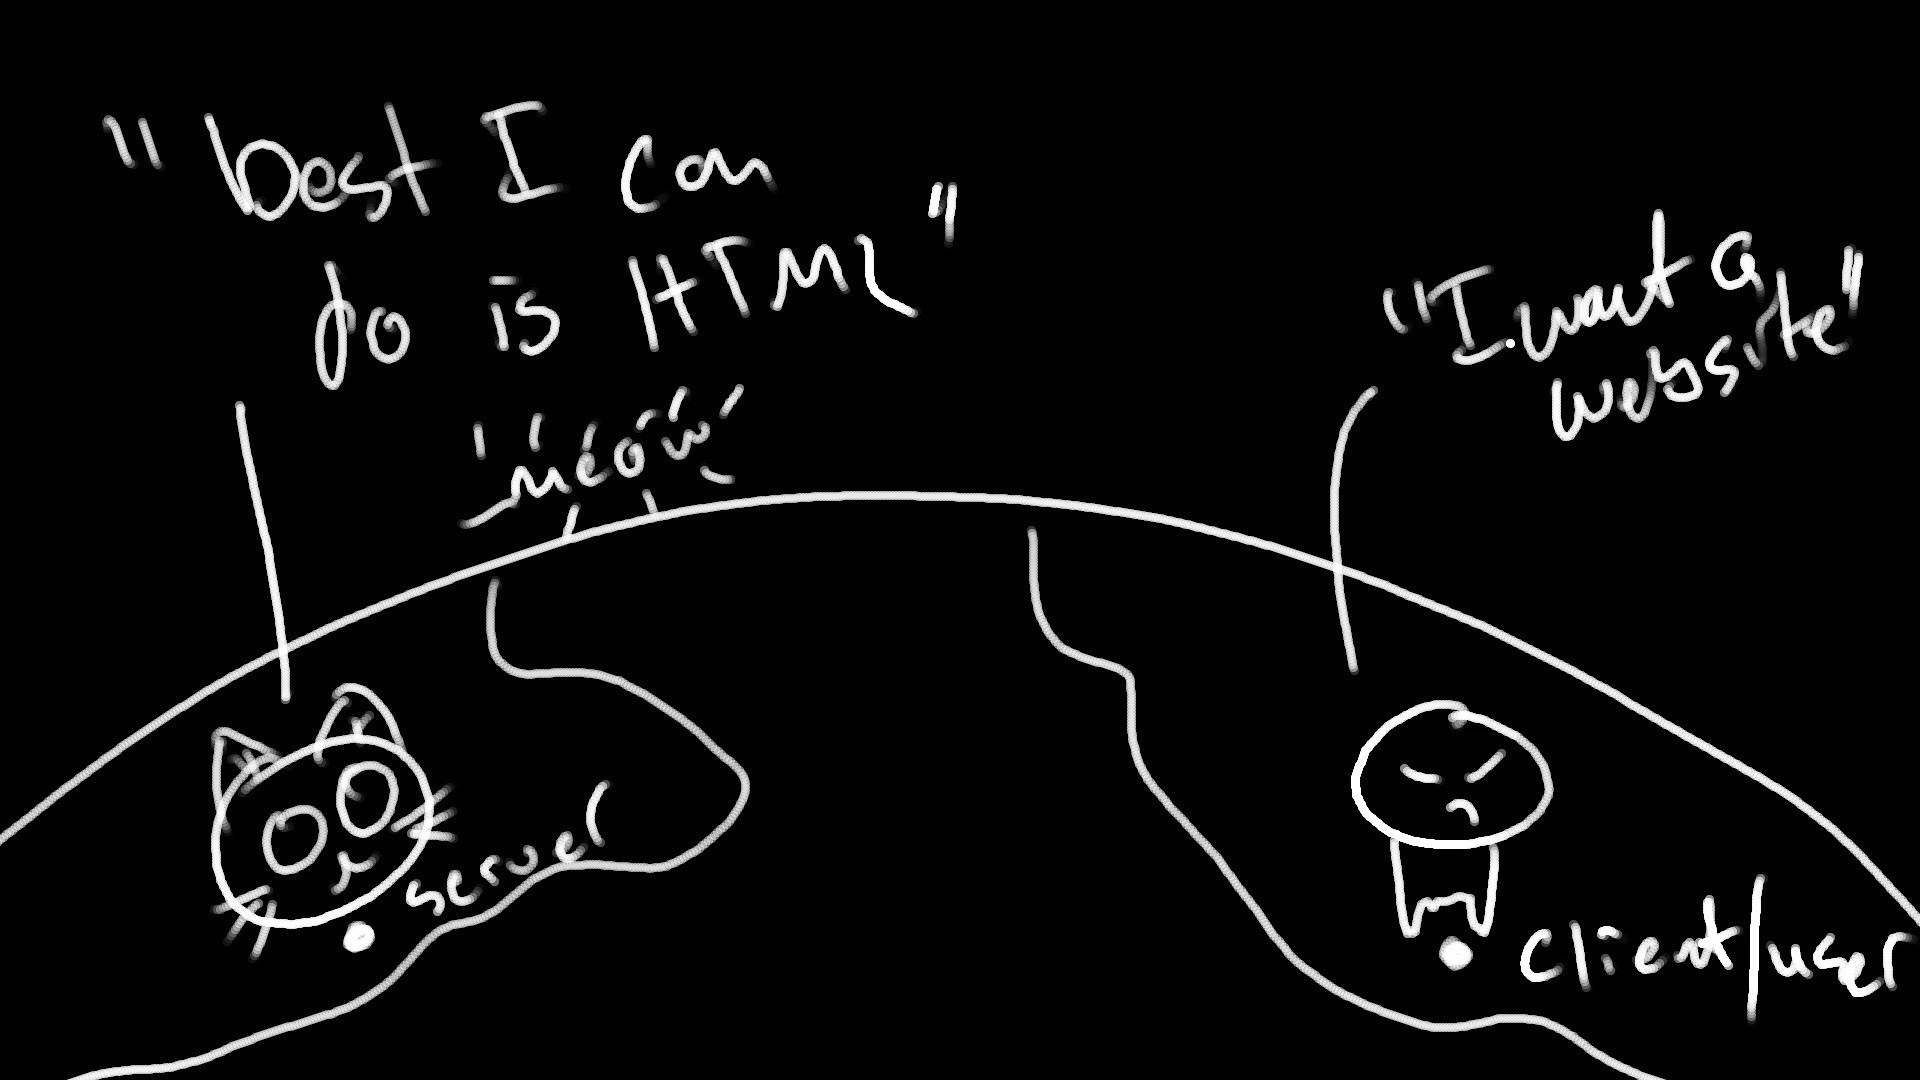 "best I can
do is HTML"
meow
"I want a
website"
server
client/user